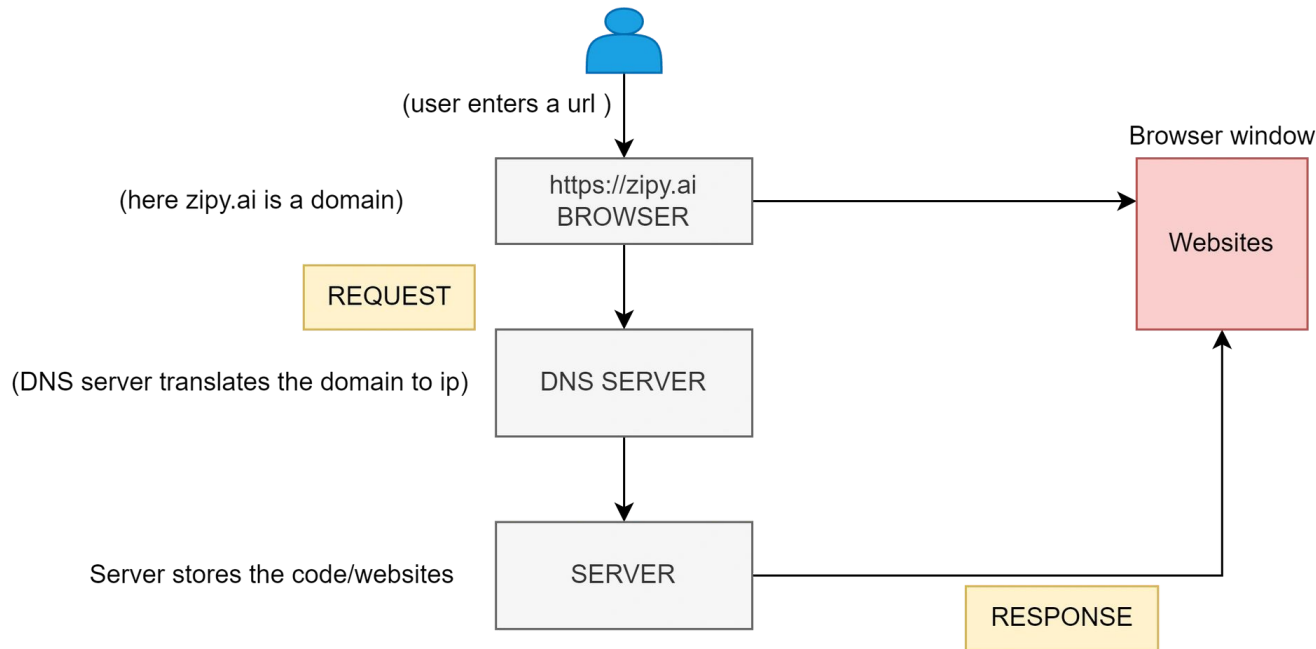 (user enters a url )
Browser window
(here zipy.ai is a domain)
https://zipy.ai
BROWSER
Websites
REQUEST
(DNS server translates the domain to ip)
DNS SERVER
Server stores the code/websites
SERVER
RESPONSE